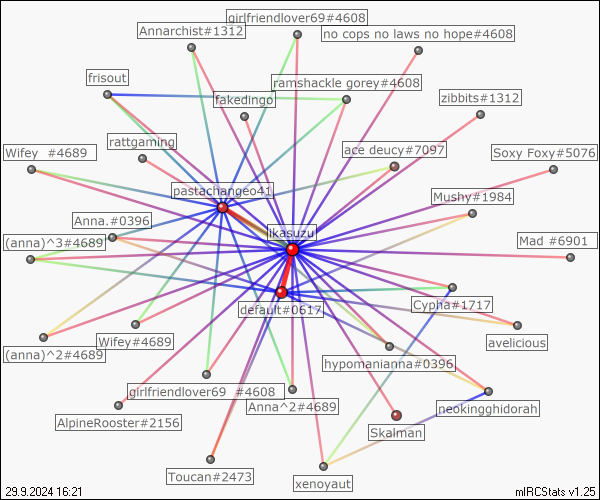 girlfriendlover69#4608
Annarchist#1312
no cops no laws no hope#4608
frisout
ramshackle gorey#4608
fakedingo
zibbits#1312
rattgaming
ace deucy#7097
Wifey  #4689
Soxy Foxy#5076
pastachangeo41
Mushy#1984
Anna.#0396
ikasuzu
(anna)^3#4689
Mad #6901
default#0617
Cypha#1717
Wifey#4689
avelicious
(anna)^2#4689
hypomanianna#0396
girlfriendlover69  #4608
Anna^2#4689
neokingghidorah
AlpineRooster#2156
Skalman
Toucan#2473
xenoyaut
29.9.2024 16:21
mIRCStats v1.25